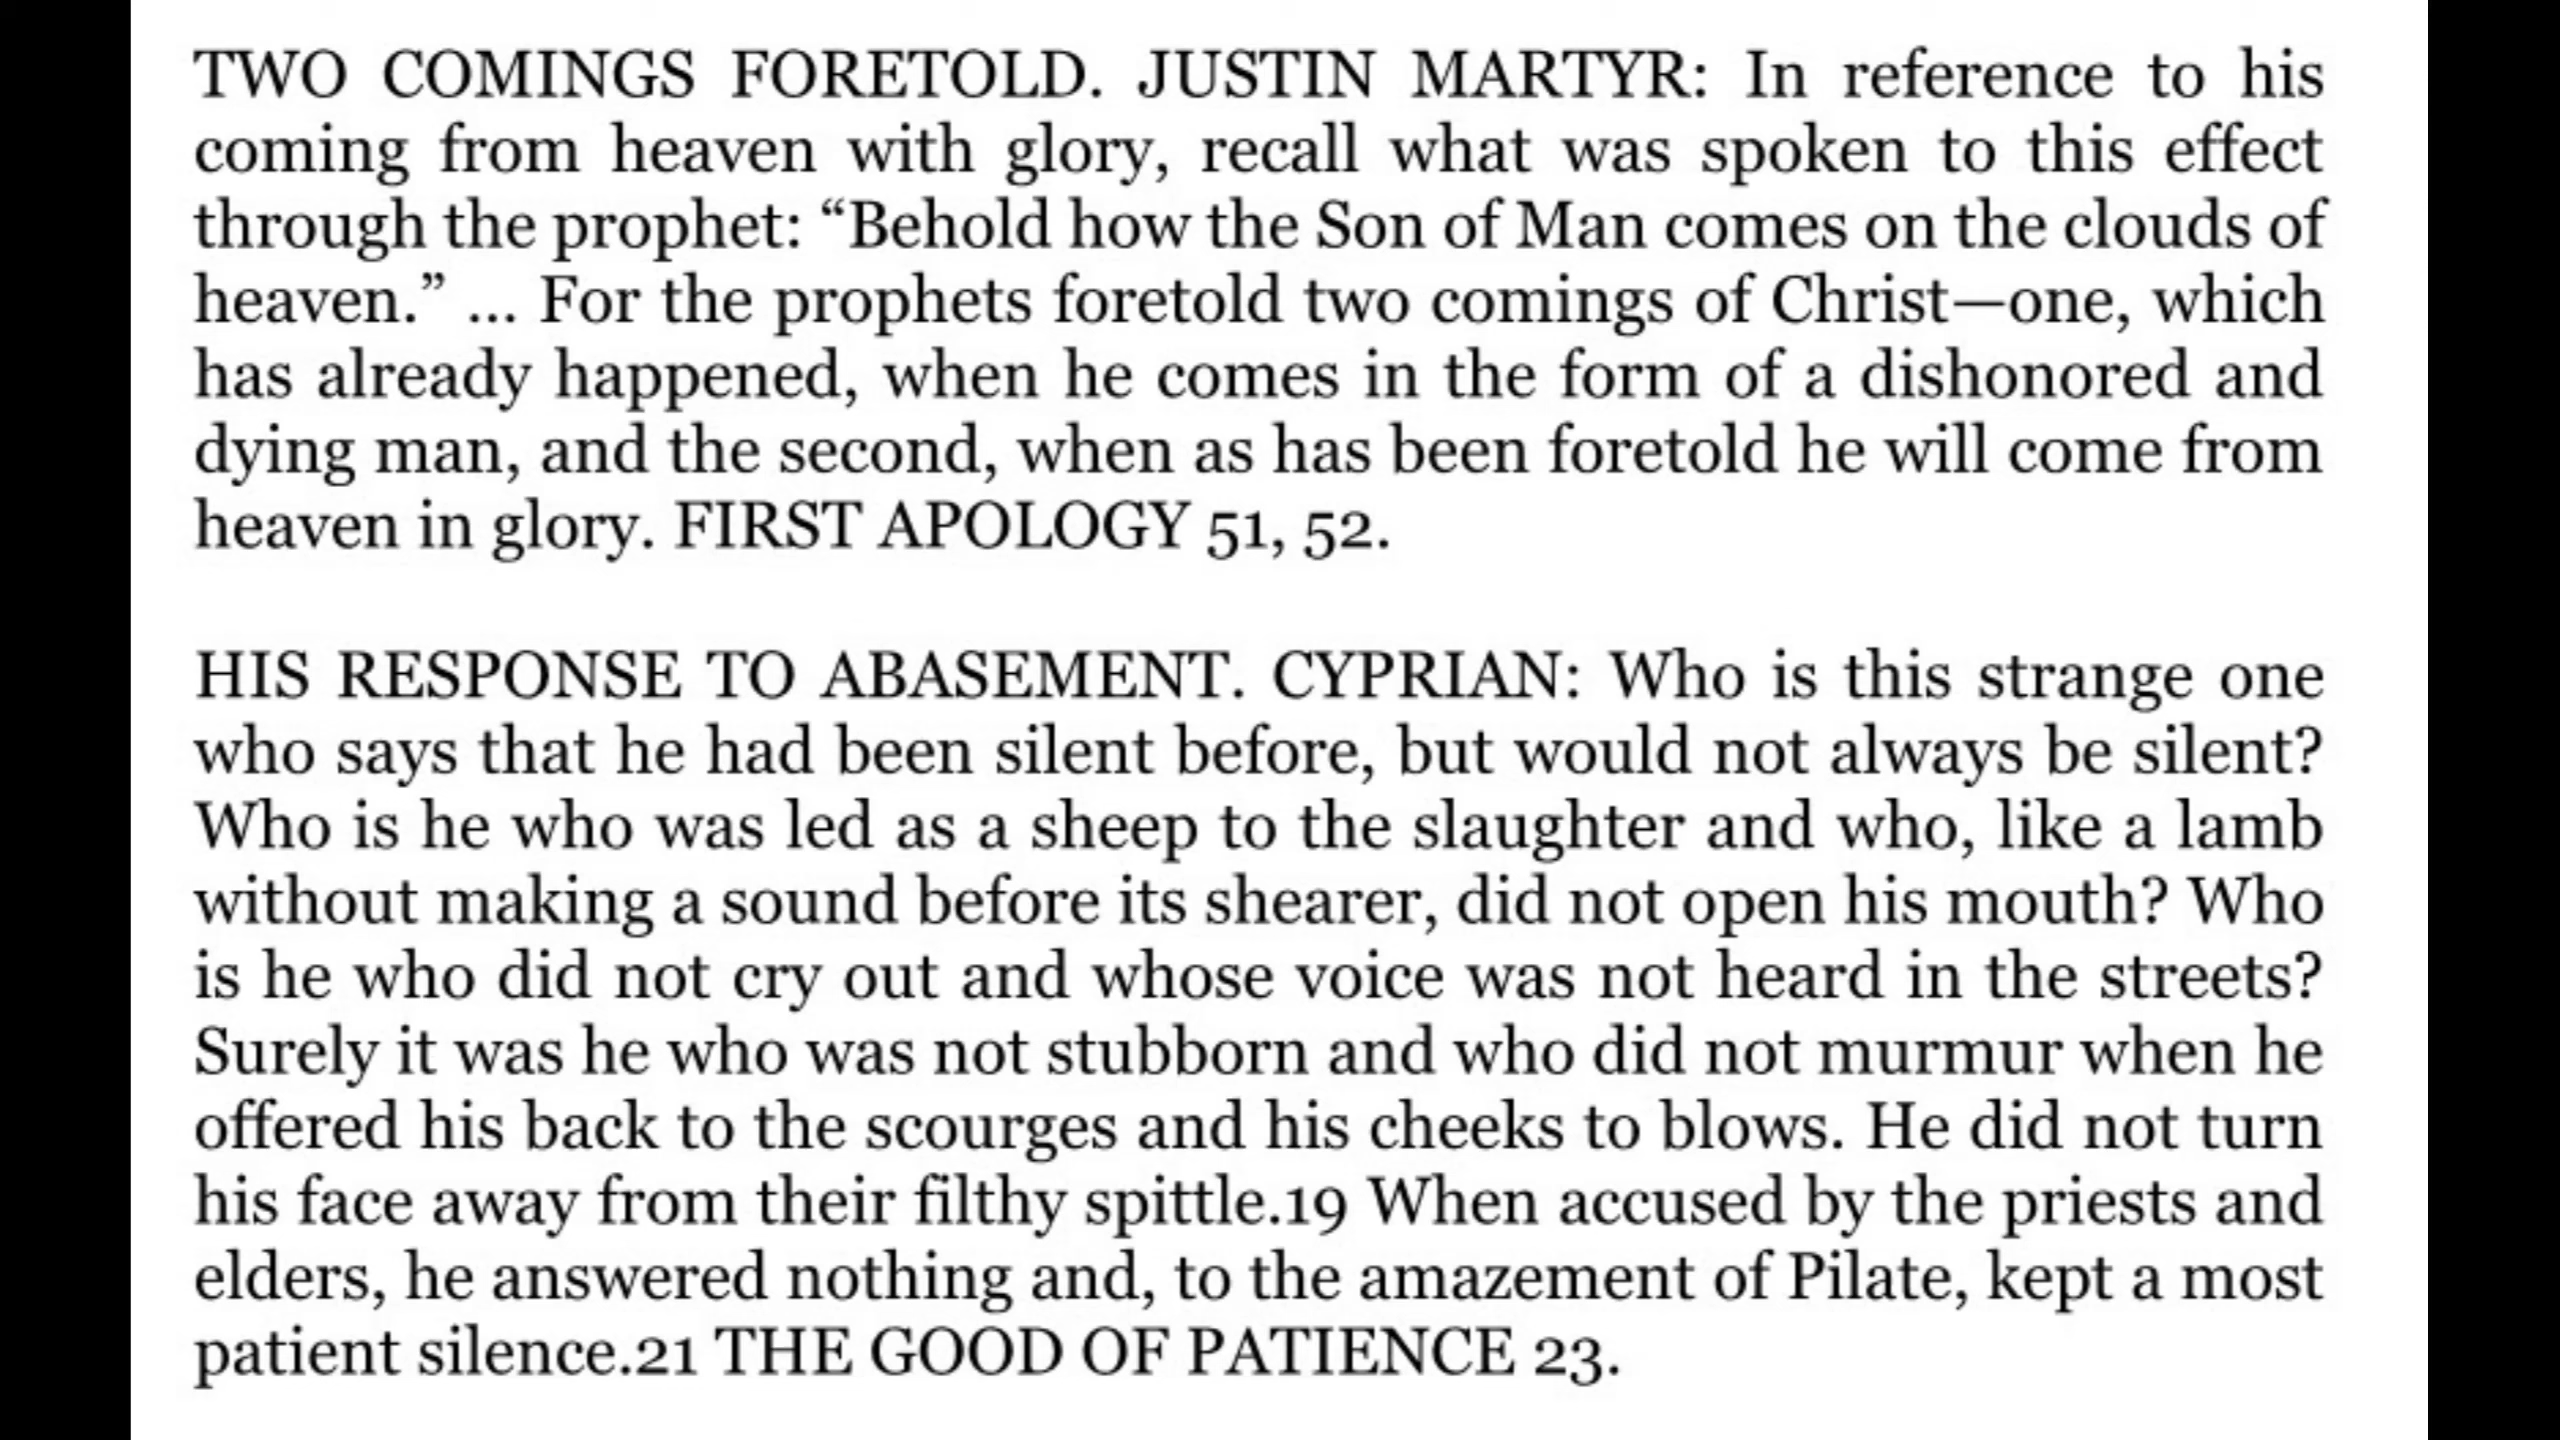 TWO COMINGS FORETOLD. JUSTIN MARTYR: In reference to his
coming from heaven with glory, recall what was spoken to this effect
through the prophet: “Behold how the Son of Man comes on the clouds of
heaven.” ... For the prophets foretold two comings of Christ—one, which
has already happened, when he comes in the form of a dishonored and
dying man, and the second, when as has been foretold he will come from
heaven in glory. FIRST APOLOGY 51, 52.
HIS RESPONSE TO ABASEMENT. CYPRIAN: Who is this strange one
who says that he had been silent before, but would not always be silent?
Who is he who was led as a sheep to the slaughter and who, like a lamb
without making a sound before its shearer, did not open his mouth? Who
is he who did not cry out and whose voice was not heard in the streets?
Surely it was he who was not stubborn and who did not murmur when he
offered his back to the scourges and his cheeks to blows. He did not turn
his face away from their filthy spittle.19 When accused by the priests and
elders, he answered nothing and, to the amazement of Pilate, kept a most
patient silence.21 THE GOOD OF PATIENCE 23.